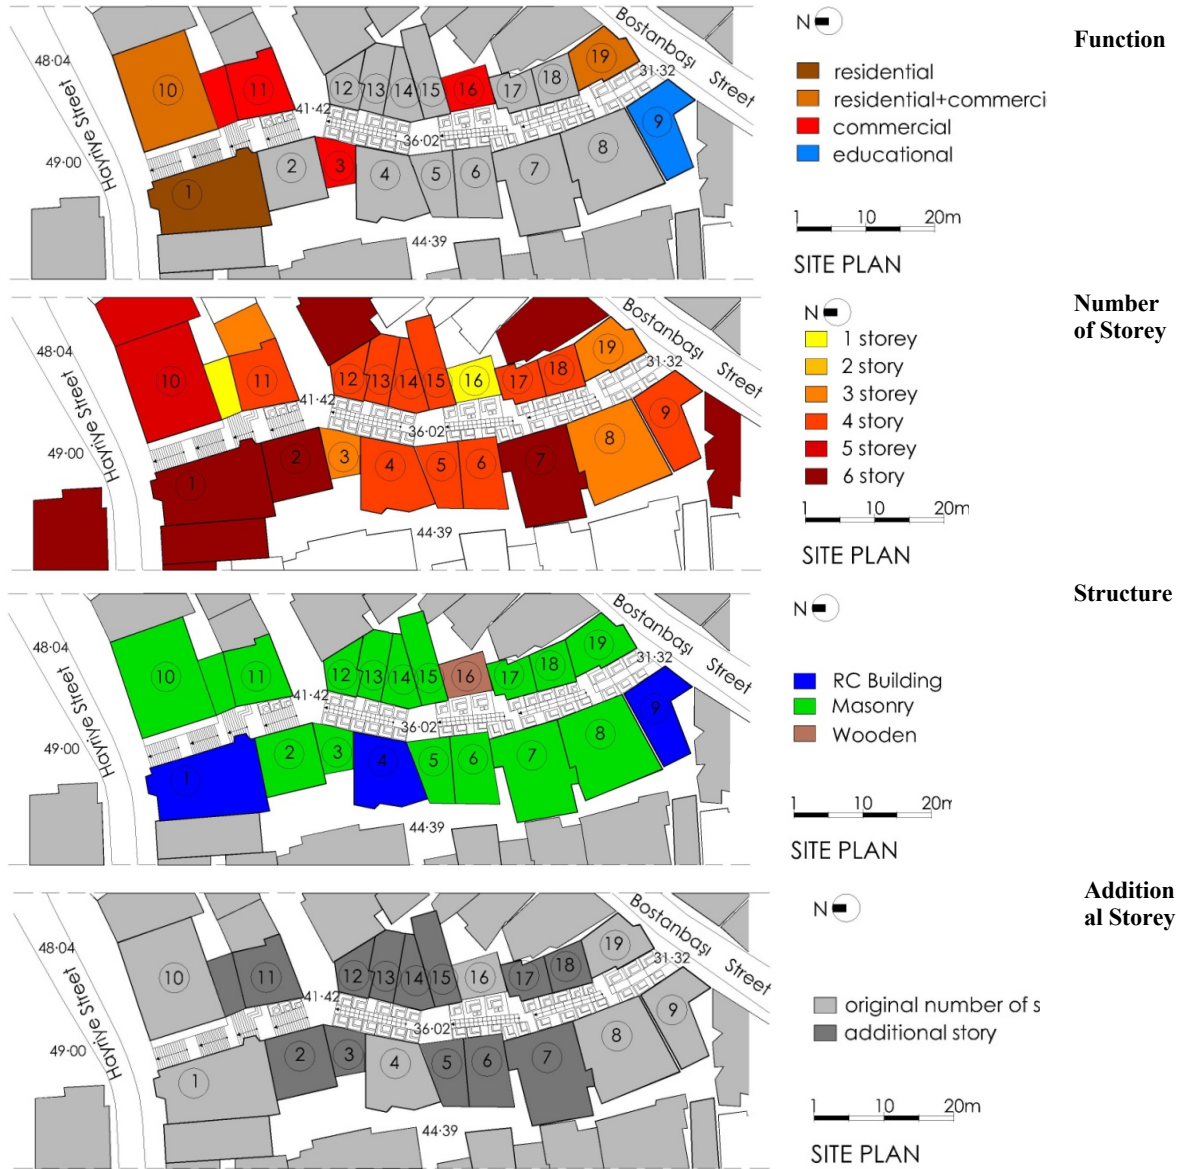 Function
N
48·04
Hayriye Street
49·00
10
11
12
13
14
15
16
17
18
19
Bostanbaşı Street
31·32
41·42
36·02
1
2
3
4
5
6
7
8
9
44·39
residential
residential+commerci
commercial
educational
1 10 20m
SITE PLAN
Number
of Storey
N
48·04
Hayriye Street
49·00
10
11
12
13
14
15
16
17
18
19
Bostanbaşı Street
31·32
41·42
36·02
1
2
3
4
5
6
7
8
9
44·39
1 storey
2 story
3 storey
4 story
5 storey
6 story
1 10 20m
SITE PLAN
Structure
N
48·04
Hayriye Street
49·00
10
11
12
13
14
15
16
17
18
19
Bostanbaşı Street
31·32
41·42
36·02
1
2
3
4
5
6
7
8
9
44·39
RC Building
Masonry
Wooden
1 10 20m
SITE PLAN
Addition
al Storey
N
48·04
Hayriye Street
49·00
10
11
12
13
14
15
16
17
18
19
Bostanbaşı Street
31·32
41·42
36·02
1
2
3
4
5
6
7
8
9
44·39
original number of s
additional story
1 10 20m
SITE PLAN